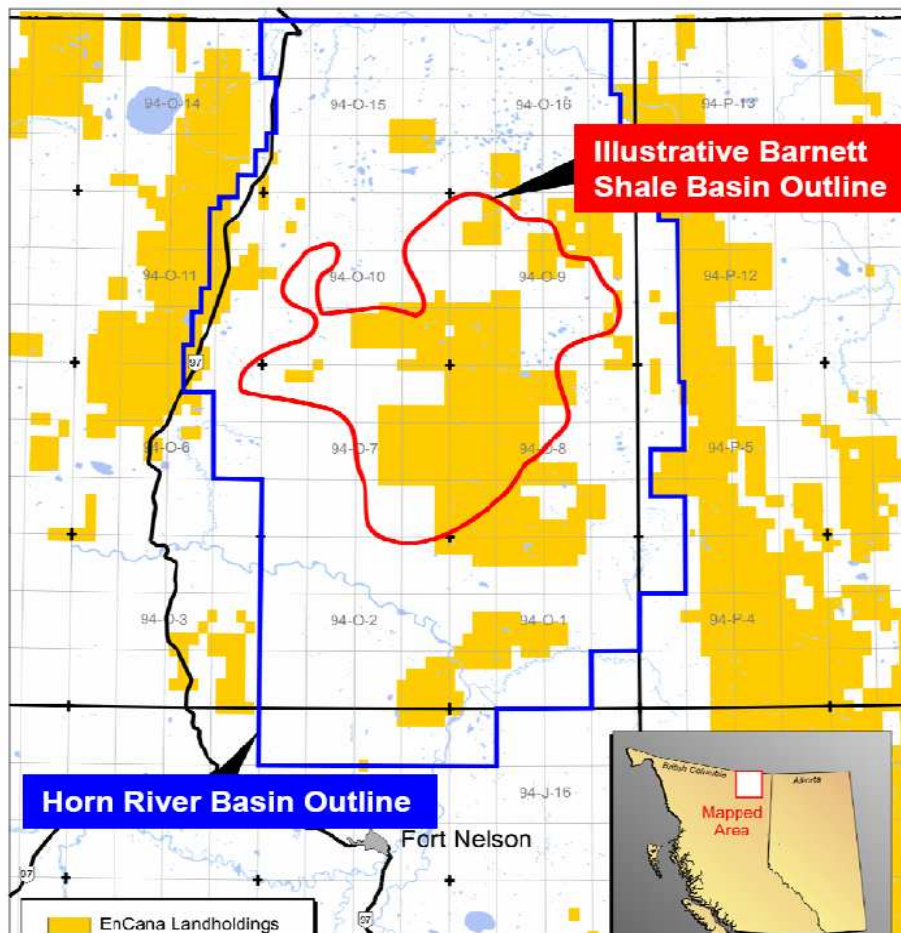 94-O-14
94-O-15
94-O-16
94-P-13
Illustrative Barnett
Shale Basin Outline
94-O-11
94-O-10
94-O-9
94-P-12
97
94-O-6
94-O-7
94-O-8
94-P-5
94-O-3
94-O-2
94-O-1
94-P-4
Horn River Basin Outline
94-J-16
British Columbia
Alberta
Mapped
Area
Fort Nelson
97
97
EnCana Landholdings